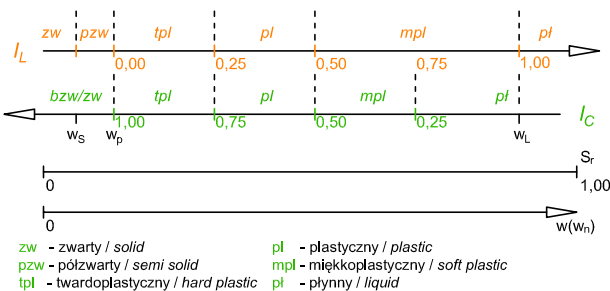 zw pzw tpl pl mpl pł
I_L
0,00 0,25 0,50 0,75 1,00
bzw/zw tpl pl mpl pł
I_C
1,00 0,75 0,50 0,25
w_S w_p w_L
S_r
0 1,00
0 w(w_n)
zw - zwarty / solid pl - plastyczny / plastic
pzw - półzwarty / semi solid mpl - miękkoplastyczny / soft plastic
tpl - twardoplastyczny / hard plastic pł - płynny / liquid